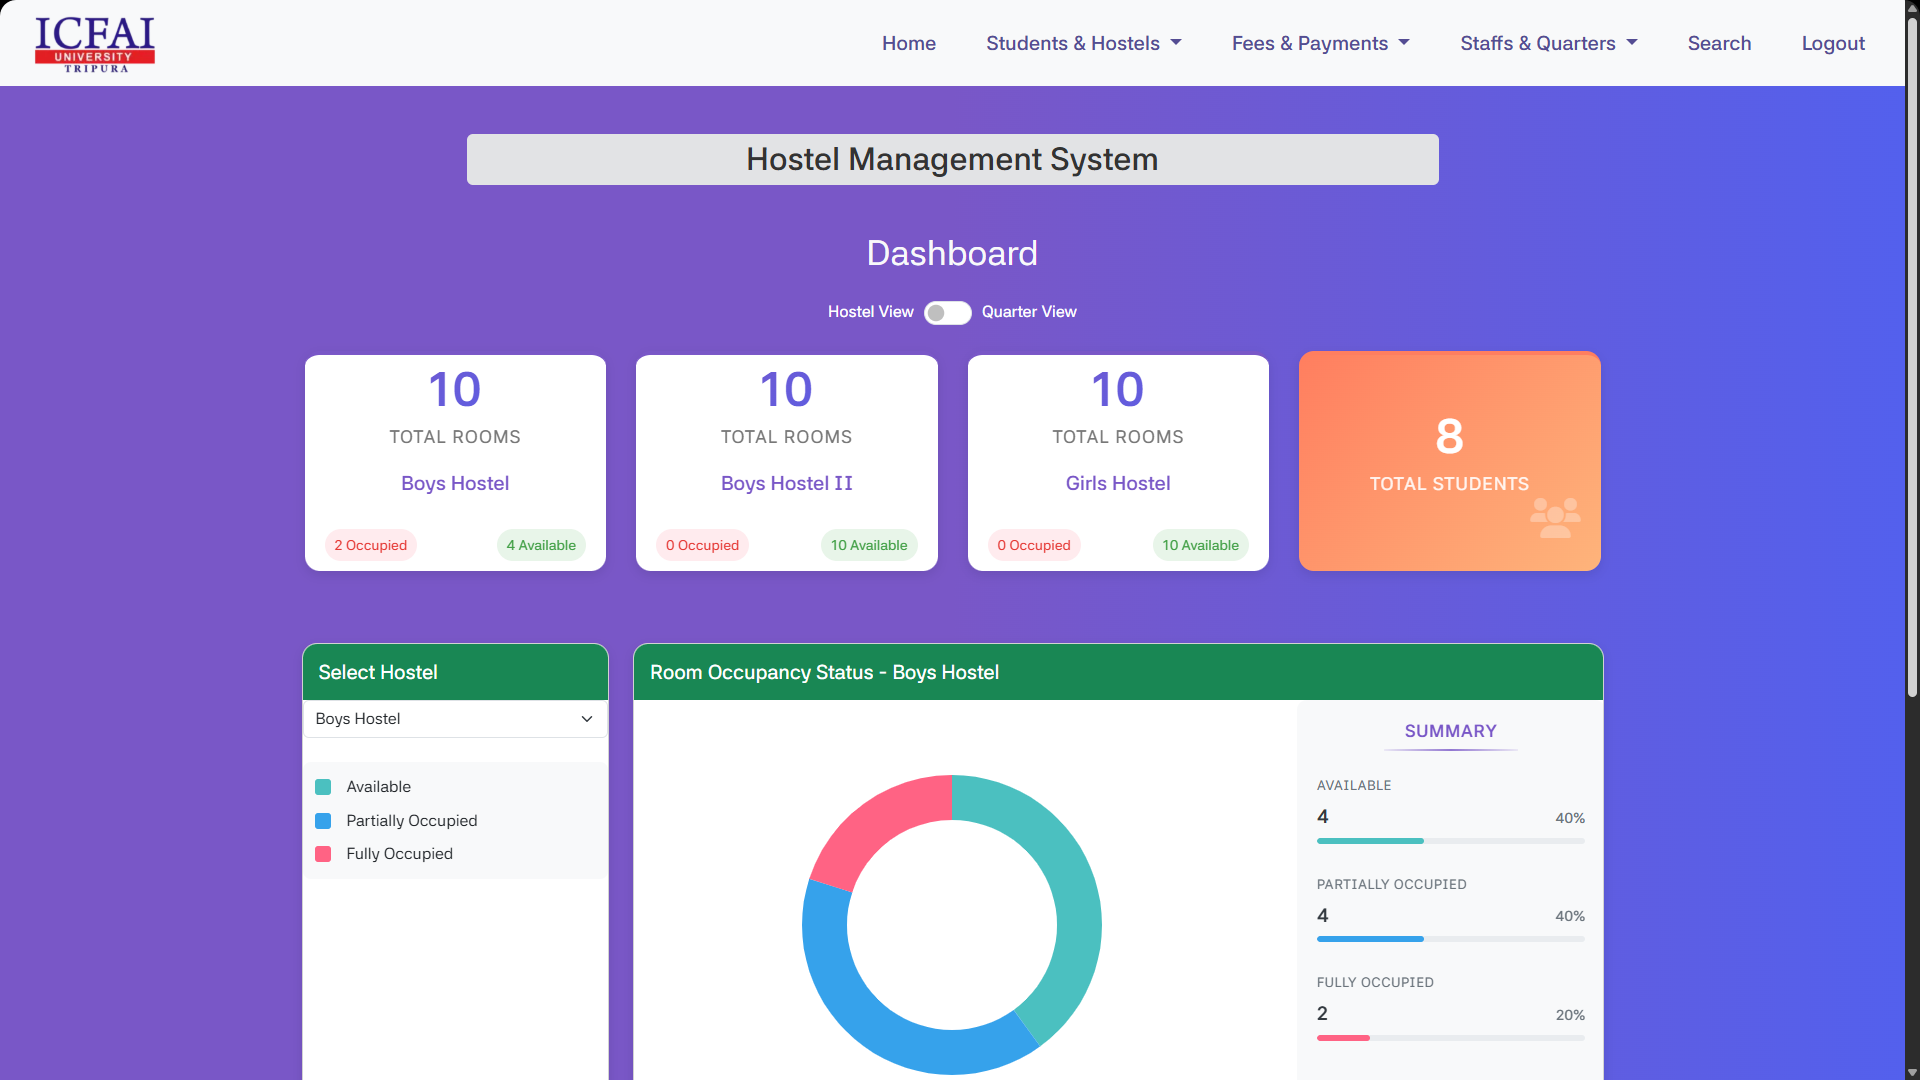 ICFAI
UNIVERSITY
TRIPURA
Home Students & Hostels Fees & Payments Staffs & Quarters Search Logout
Hostel Management System
Dashboard
Hostel View Quarter View
10
TOTAL ROOMS
Boys Hostel
2 Occupied 4 Available
10
TOTAL ROOMS
Boys Hostel II
0 Occupied 10 Available
10
TOTAL ROOMS
Girls Hostel
0 Occupied 10 Available
8
TOTAL STUDENTS
Select Hostel
Boys Hostel
Available
Partially Occupied
Fully Occupied
Room Occupancy Status - Boys Hostel
SUMMARY
AVAILABLE
4 40%
PARTIALLY OCCUPIED
4 40%
FULLY OCCUPIED
2 20%